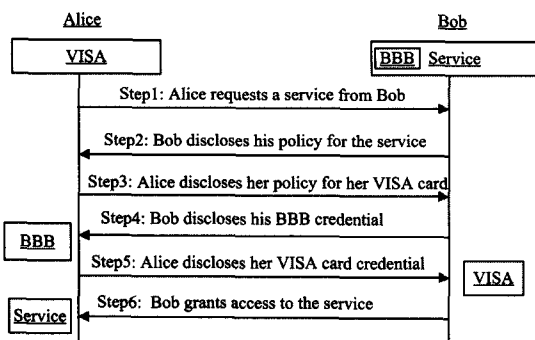 Alice
Bob
VISA
BBB Service
Step1: Alice requests a service from Bob
Step2: Bob discloses his policy for the service
Step3: Alice discloses her policy for her VISA card
Step4: Bob discloses his BBB credential
BBB
Step5: Alice discloses her VISA card credential
VISA
Step6: Bob grants access to the service
Service